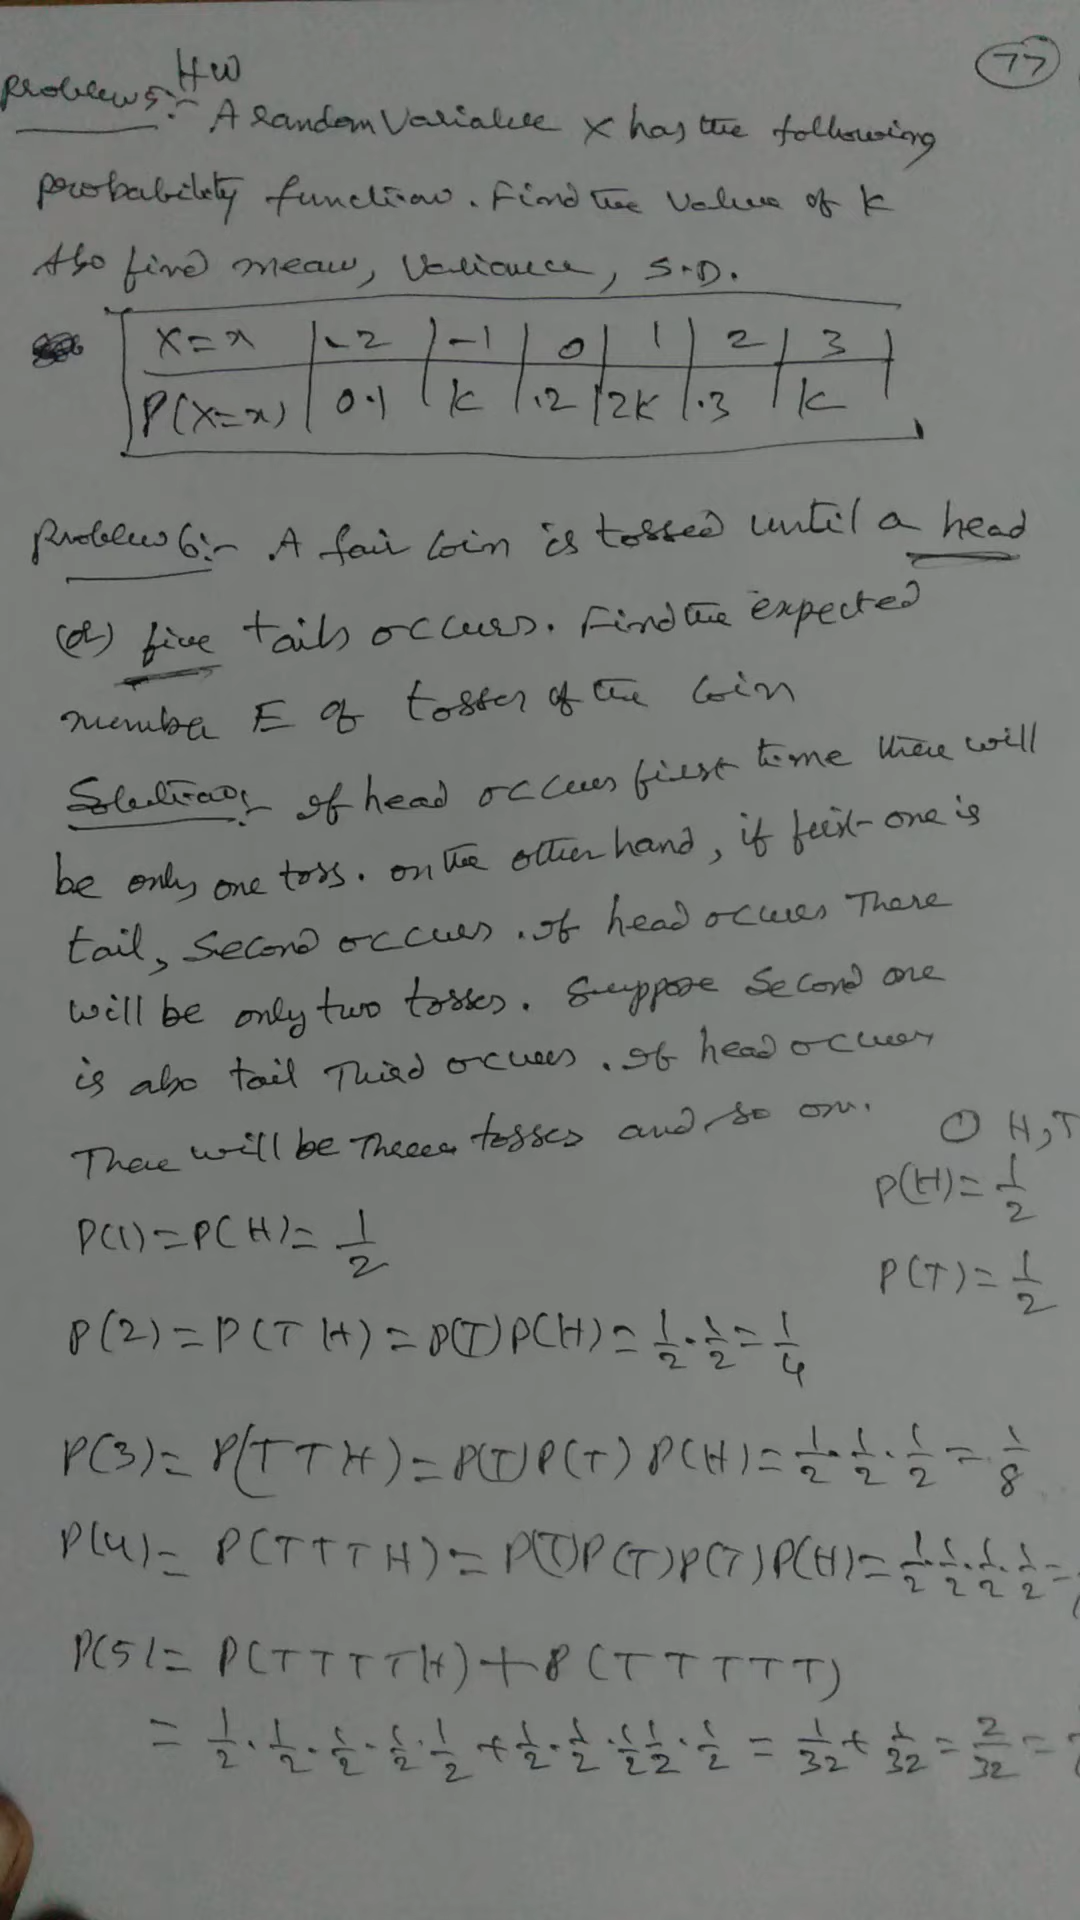 HW
77
Problem 5:- A random variable X has the following
probability function. Find the value of k
Also find mean, variance, S.D.
X=x | -2 | -1 | 0 | 1 | 2 | 3
P(X=x) | 0.1 | k | .2 | 2k | .3 | k
Problem 6:- A fair coin is tossed until a head
(or) five tails occurs. Find the expected
number E of tosses of the coin
Solution:- If head occurs first time there will
be only one toss. on the other hand, if first one is
tail, Second occurs. If head occurs There
will be only two tosses. Suppose Second one
is also tail Third occurs. If head occurs
There will be Three tosses and so on.
① H,T
P(H)=1/2
P(T)=1/2
P(1)=P(H)=1/2
P(2)=P(TH)=P(T)P(H)=1/2·1/2=1/4
P(3)=P(TTH)=P(T)P(T)P(H)=1/2·1/2·1/2=1/8
P(4)=P(TTTH)=P(T)P(T)P(T)P(H)=1/2·1/2·1/2·1/2=
P(5)=P(TTTTH)+P(TTTTT)
=1/2·1/2·1/2·1/2·1/2+1/2·1/2·1/2·1/2·1/2=1/32+1/32=2/32=